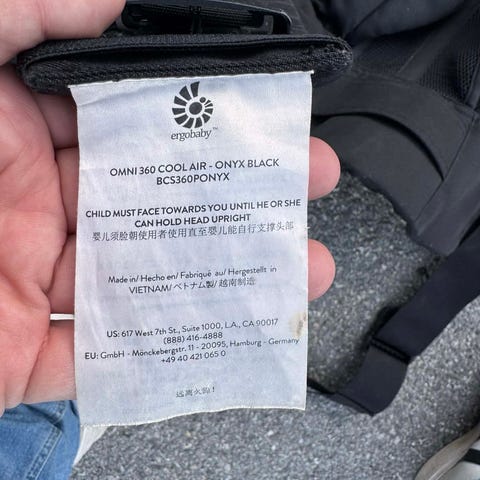 ergobaby™
OMNI 360 COOL AIR - ONYX BLACK
BCS360PONYX
CHILD MUST FACE TOWARDS YOU UNTIL HE OR SHE
CAN HOLD HEAD UPRIGHT
婴儿须脸朝使用者使用直至婴儿能自行支撑头部
Made in/ Hecho en/ Fabriqué au/ Hergestellt in
VIETNAM/ ベトナム製/ 越南制造
US: 617 West 7th St., Suite 1000, L.A., CA 90017
(888) 416-4888
EU: GmbH - Mönckebergstr. 11 - 20095, Hamburg - Germany
+49 40 421 065 0
远离火种!